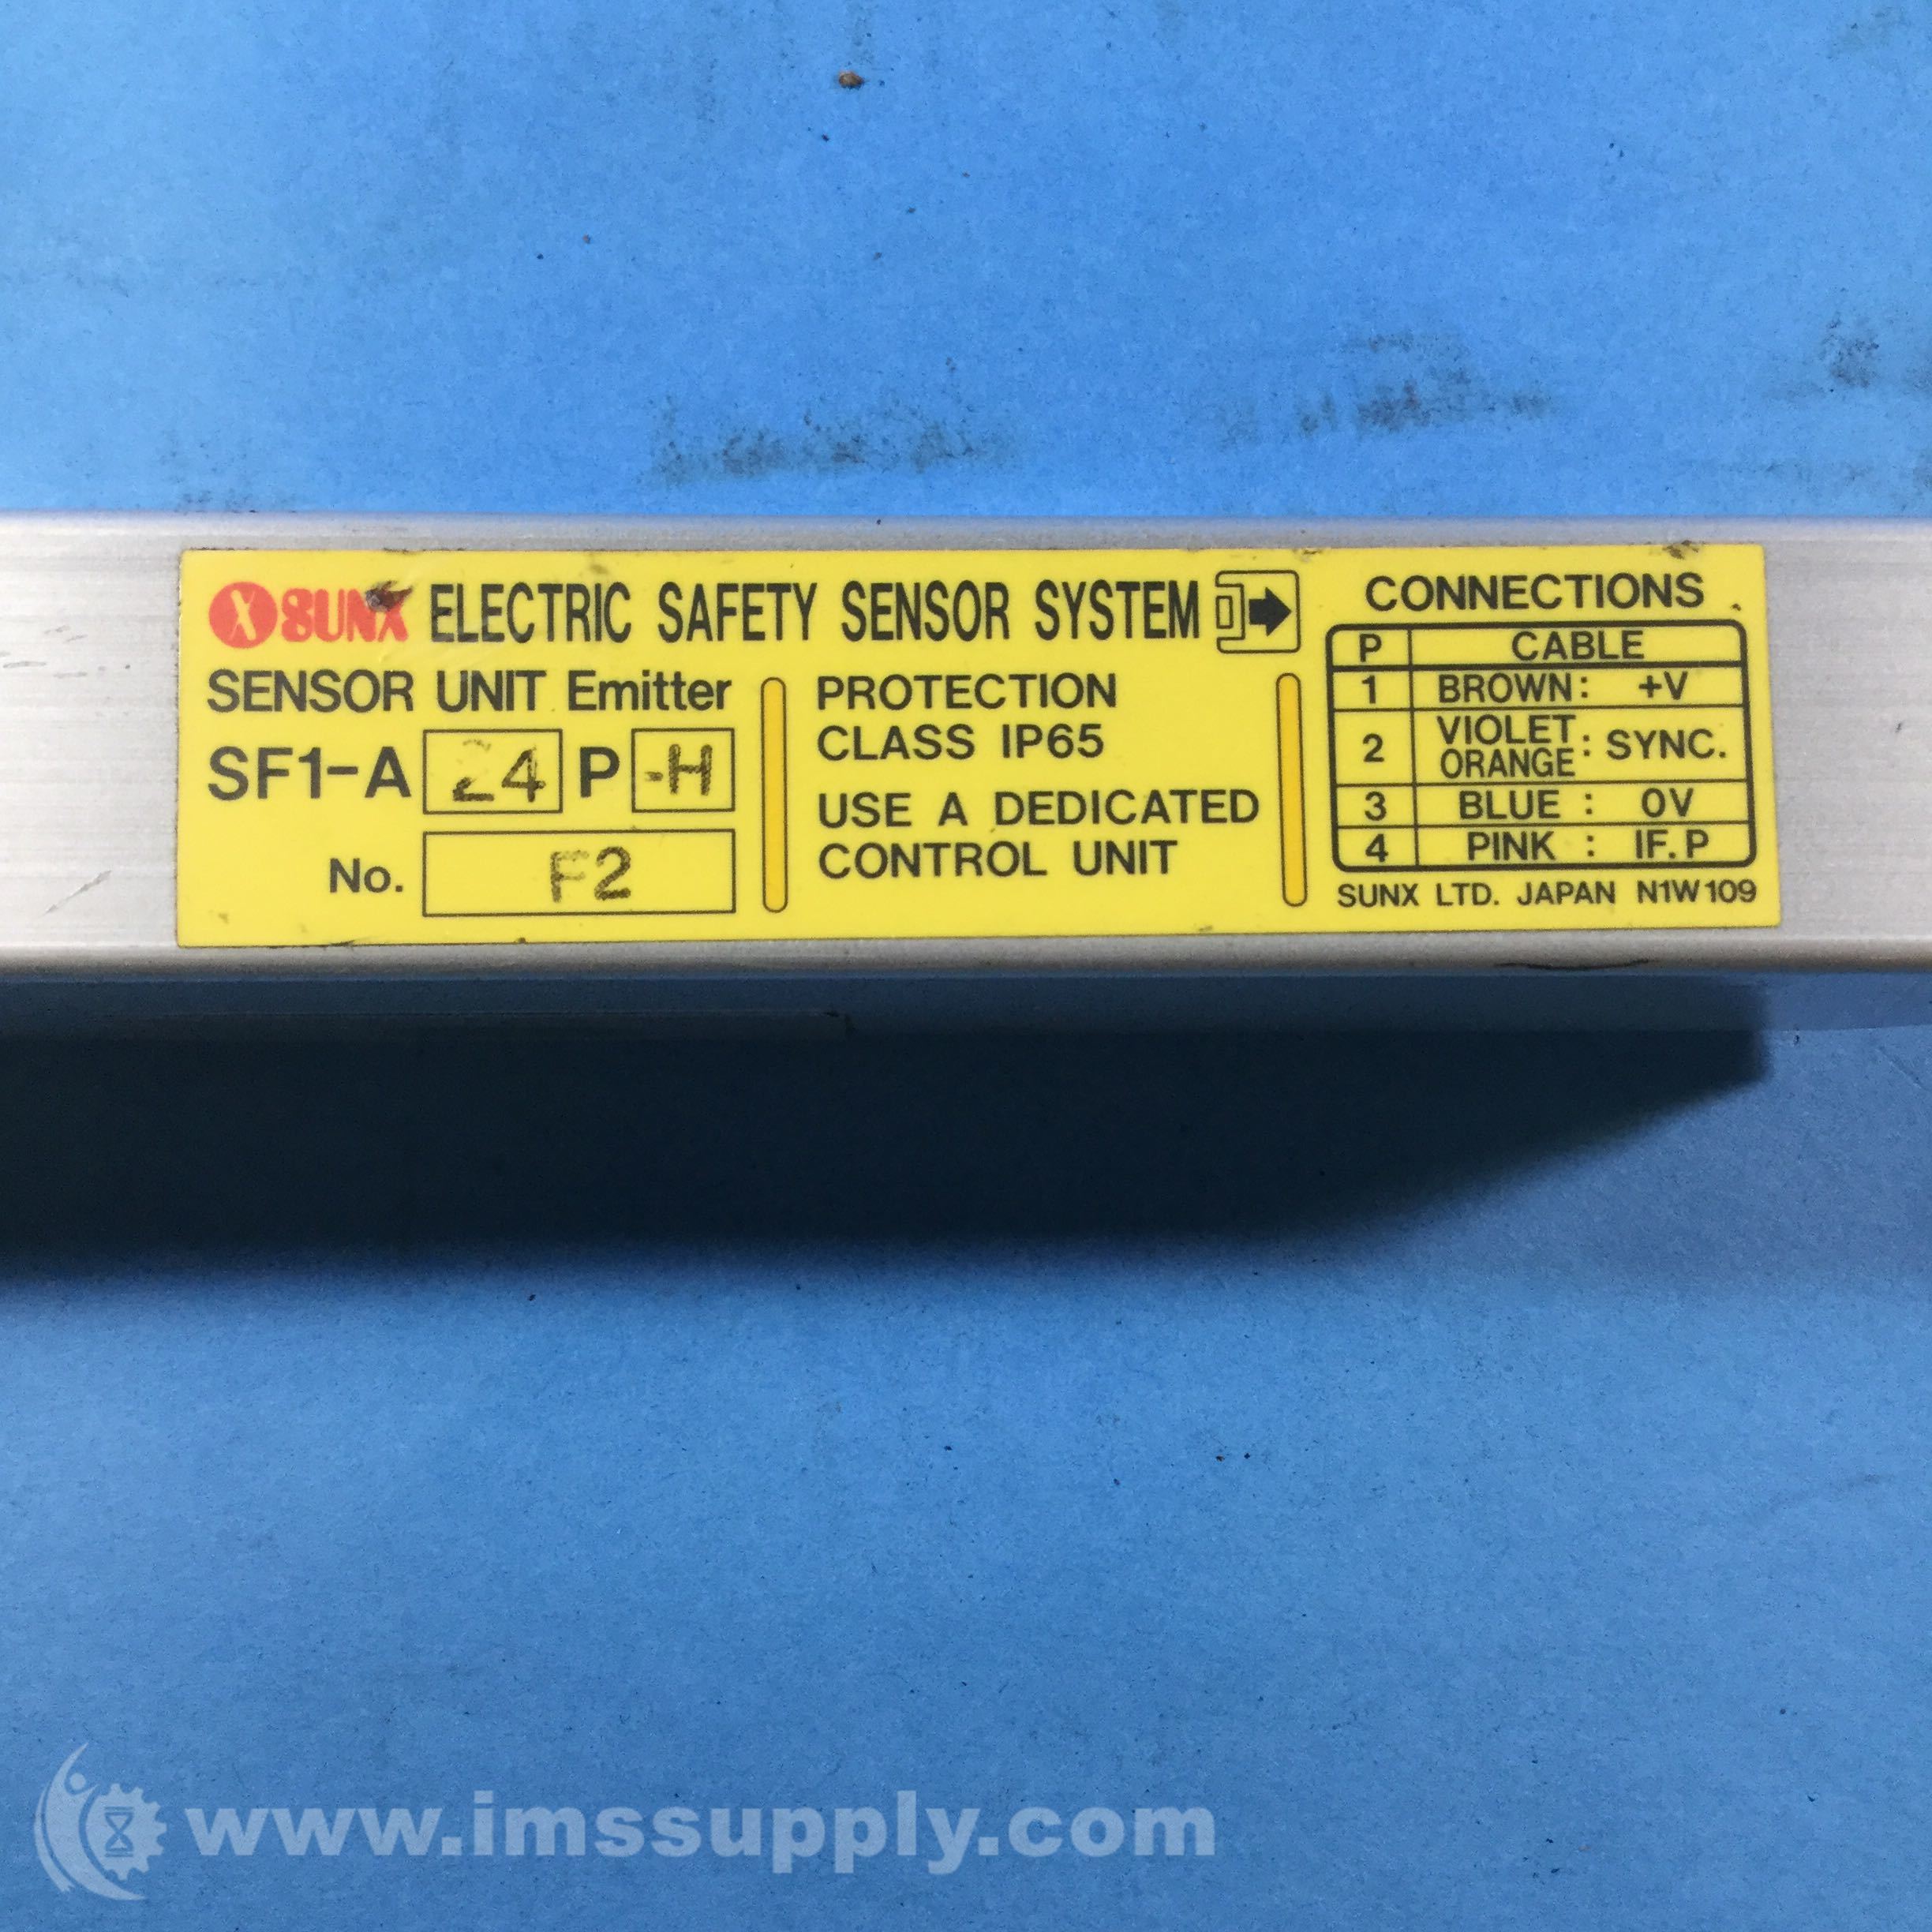 SUNX ELECTRIC SAFETY SENSOR SYSTEM
SENSOR UNIT Emitter
SF1-A 24 P -H
No. F2
PROTECTION
CLASS IP65
USE A DEDICATED
CONTROL UNIT
CONNECTIONS
P CABLE
1 BROWN: +V
2 VIOLET ORANGE: SYNC.
3 BLUE : 0V
4 PINK : IF.P
SUNX LTD. JAPAN N1W109
www.imssupply.com